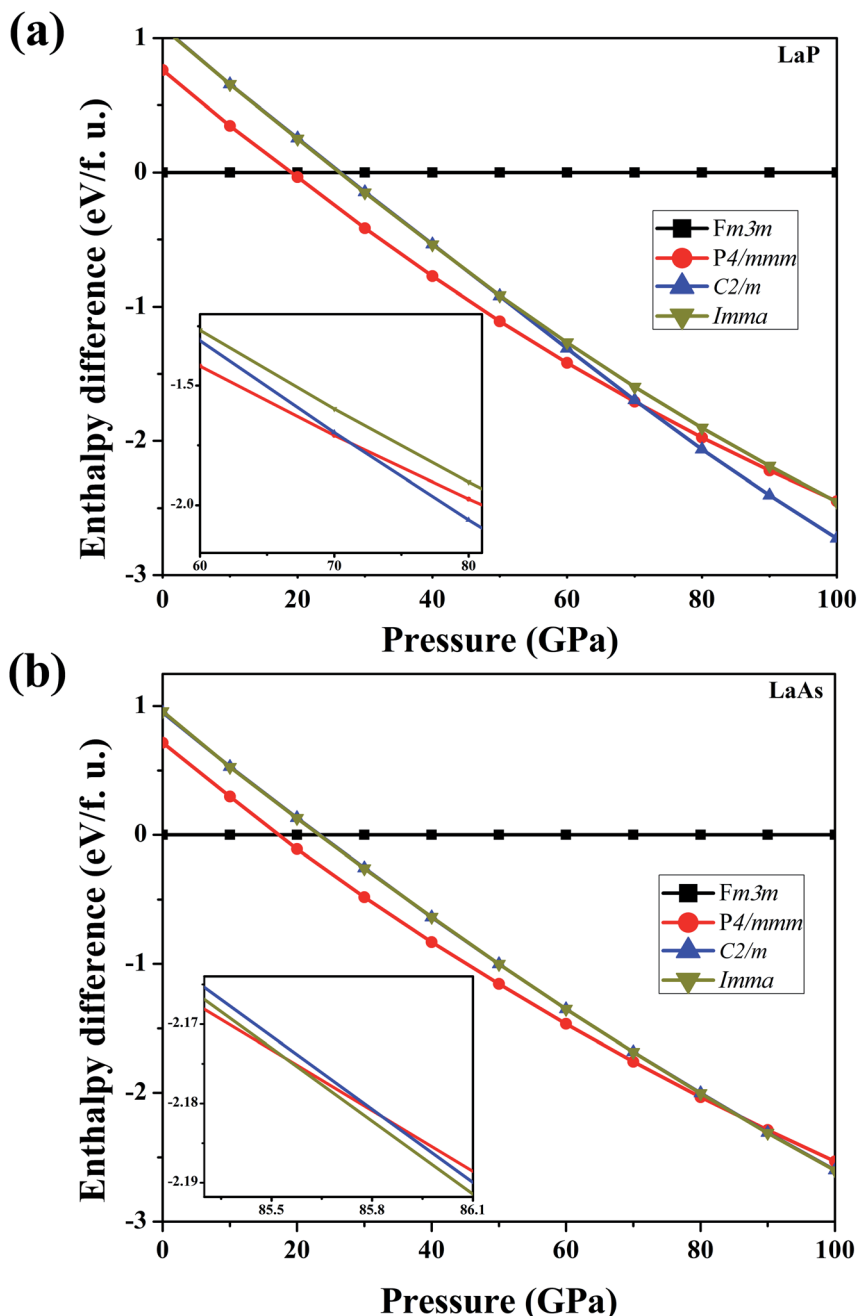 (a)
LaP
Enthalpy difference (eV/f. u.)
1
0
-1
-2
-3
Fm3m
P4/mmm
C2/m
Imma
-1.5
-2.0
60
70
80
0
20
40
60
80
100
Pressure (GPa)
(b)
LaAs
Enthalpy difference (eV/f. u.)
1
0
-1
-2
-3
Fm3m
P4/mmm
C2/m
Imma
-2.17
-2.18
-2.19
85.5
85.8
86.1
0
20
40
60
80
100
Pressure (GPa)